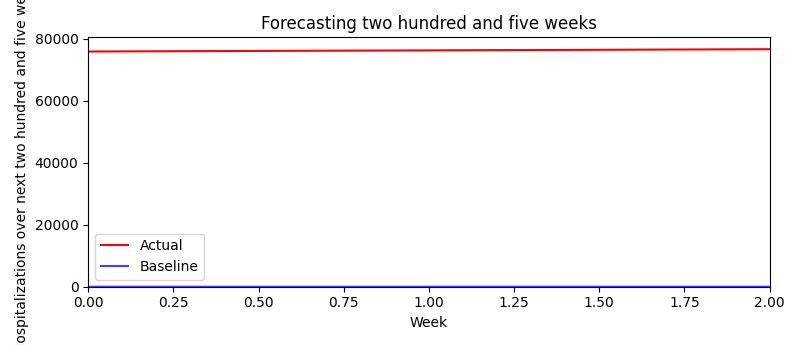 Forecasting two hundred and five weeks
ospitalizations over next two hundred and five we
80000
60000
40000
20000
0
Actual
Baseline
0.00 0.25 0.50 0.75 1.00 1.25 1.50 1.75 2.00
Week